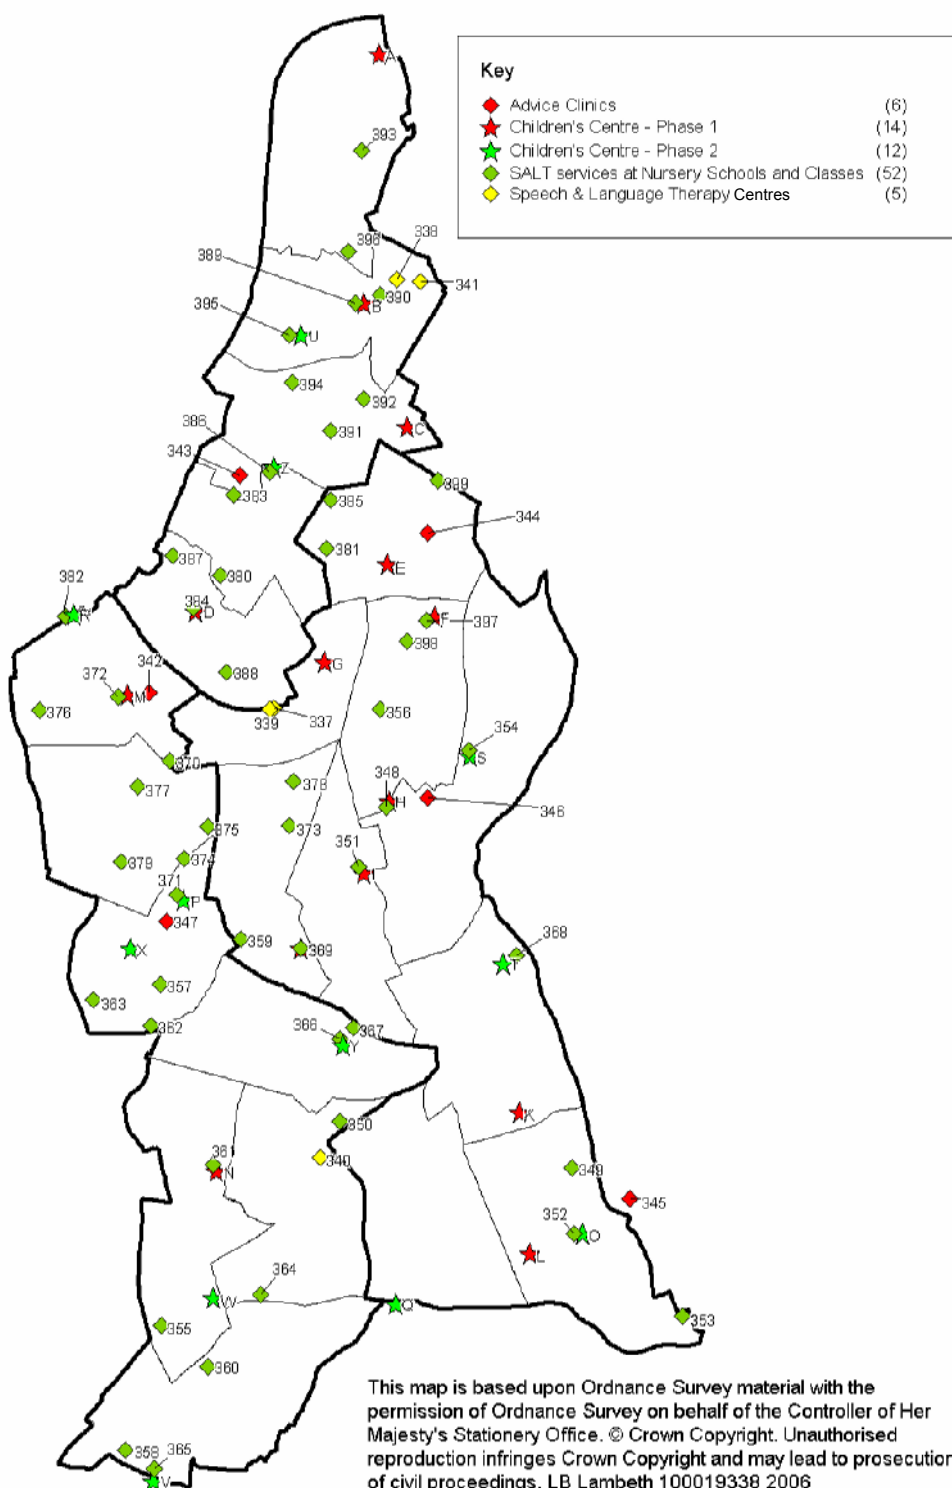 A
Key
Advice Clinics (6)
Children's Centre - Phase 1 (14)
Children's Centre - Phase 2 (12)
SALT services at Nursery Schools and Classes (52)
Speech & Language Therapy Centres (5)
393
338
396
389
341
390
B
395
U
394
392
386
391
C
343
Z
399
383
385
344
381
387
E
380
382
384
R
D
F
397
398
G
342
388
372
M
376
356
339
337
354
S
370
348
378
377
H
346
375
373
351
379
374
I
371
P
347
368
359
369
X
T
357
363
362
366
367
Y
350
K
361
340
349
N
345
352
O
L
364
W
Q
353
355
360
This map is based upon Ordnance Survey material with the
permission of Ordnance Survey on behalf of the Controller of Her
Majesty's Stationery Office. © Crown Copyright. Unauthorised
reproduction infringes Crown Copyright and may lead to prosecution
of civil proceedings. LB Lambeth 100019338 2006
358
365
V